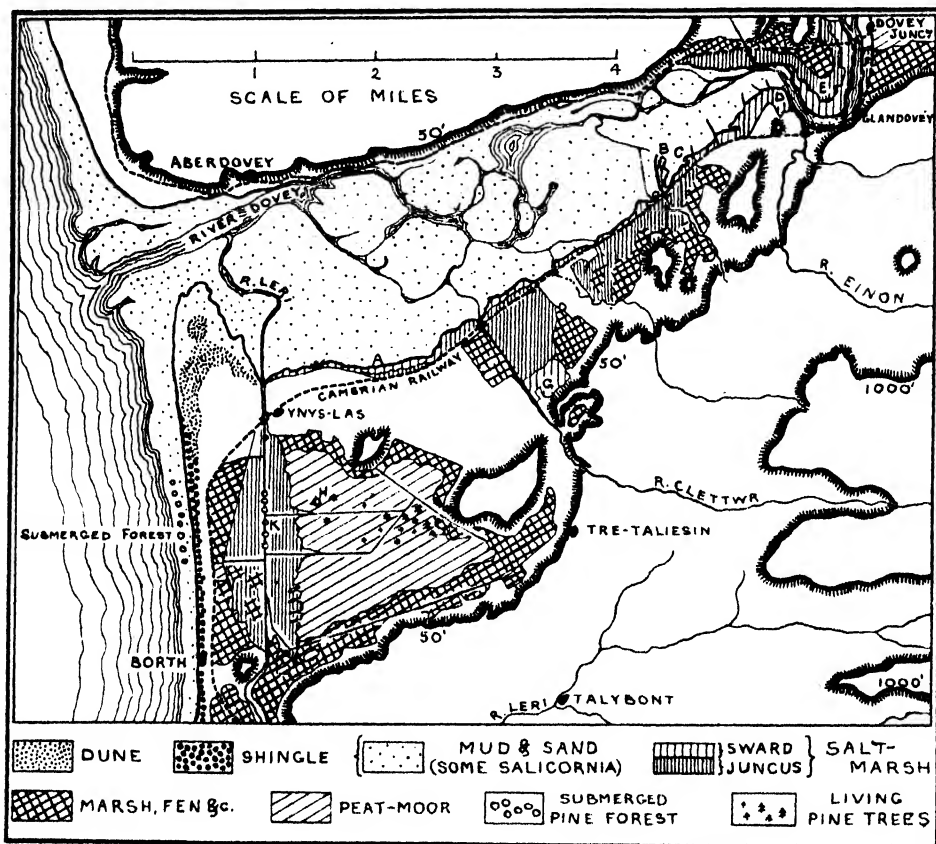 DOVEY
JUNCT.
1 2 3 4
SCALE OF MILES
E
D
GLANDOVEY
50'
ABERDOVEY
B C
RIVER DOVEY
R. LERI
R. EINON
A
CAMBRIAN RAILWAY
50'
1000'
G
YNYS-LAS
H
R. CLETTWR
SUBMERGED FOREST
K
TRE-TALIESIN
50'
BORTH
1000'
R. LERI
TALYBONT
DUNE
SHINGLE
MUD & SAND
(SOME SALICORNIA)
SWARD
JUNCUS
SALT-
MARSH
MARSH, FEN &c.
PEAT-MOOR
SUBMERGED
PINE FOREST
LIVING
PINE TREES